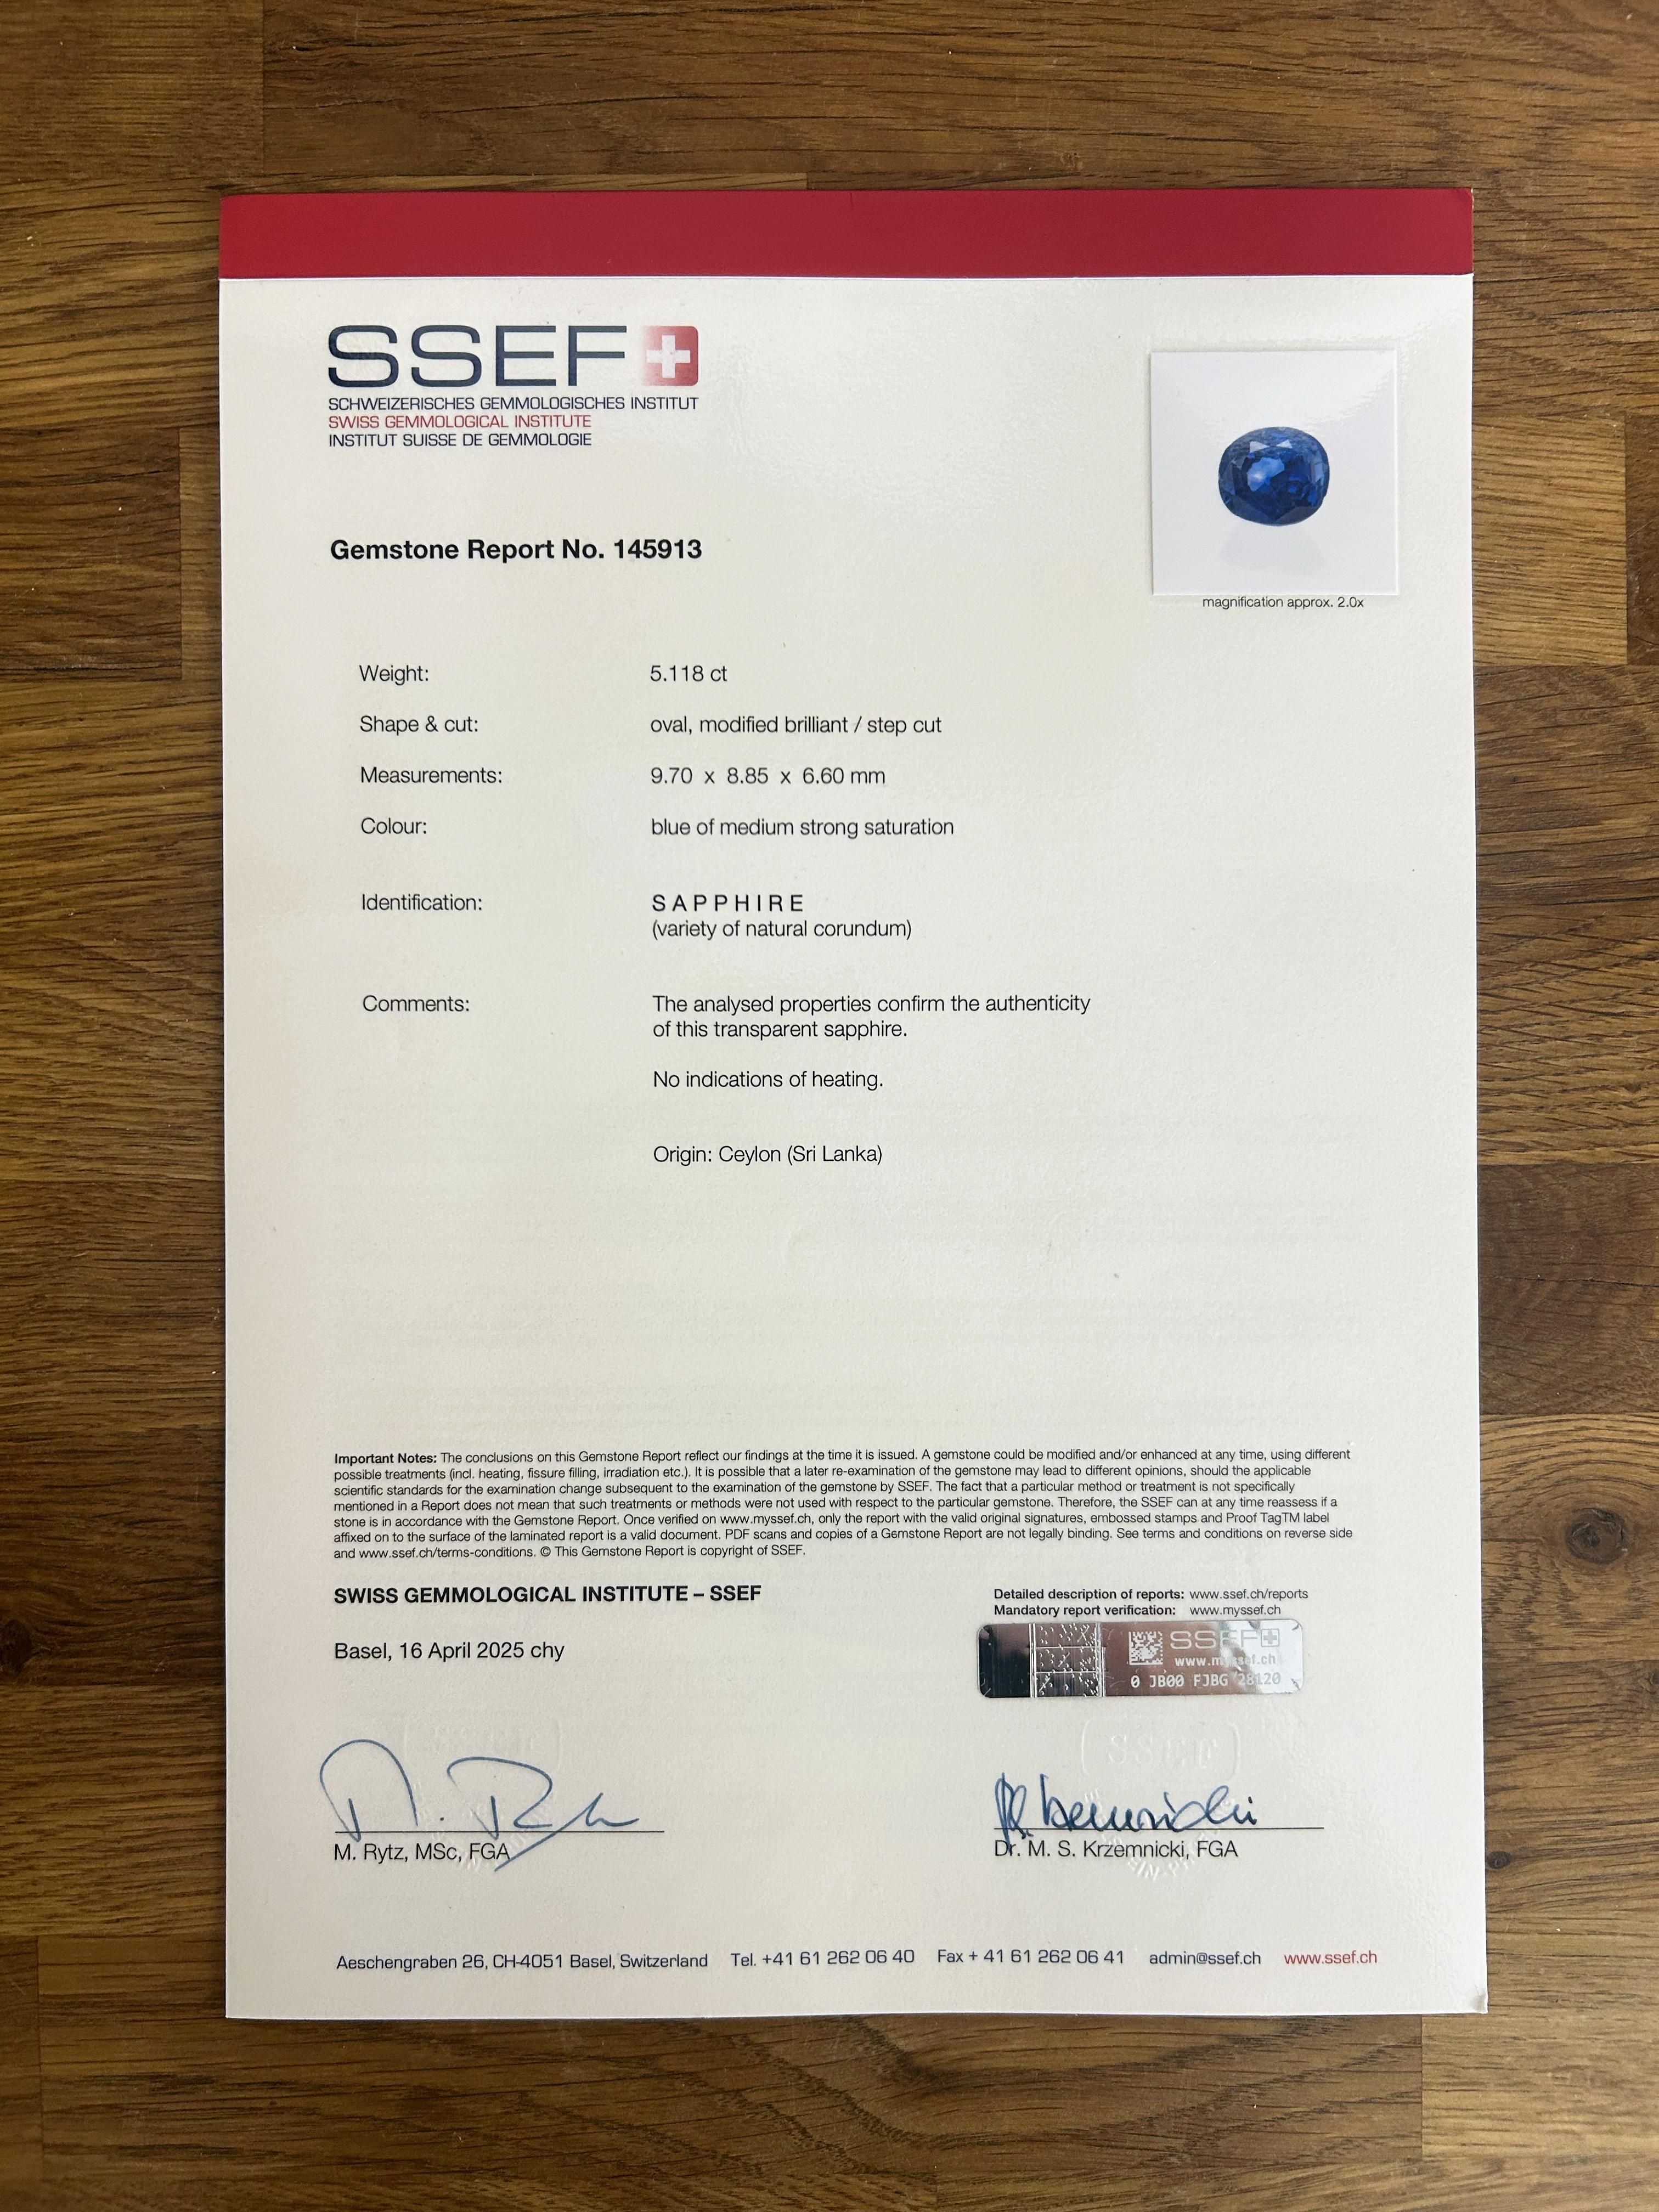 SSEF
SCHWEIZERISCHES GEMMOLOGISCHES INSTITUT
SWISS GEMMOLOGICAL INSTITUTE
INSTITUT SUISSE DE GEMMOLOGIE
magnification approx. 2.0x
Gemstone Report No. 145913
Weight: 5.118 ct
Shape & cut: oval, modified brilliant / step cut
Measurements: 9.70 x 8.85 x 6.60 mm
Colour: blue of medium strong saturation
Identification: SAPPHIRE
(variety of natural corundum)
Comments: The analysed properties confirm the authenticity
of this transparent sapphire.
No indications of heating.
Origin: Ceylon (Sri Lanka)
Important Notes: The conclusions on this Gemstone Report reflect our findings at the time it is issued. A gemstone could be modified and/or enhanced at any time, using different
possible treatments (incl. heating, fissure filling, irradiation etc.). It is possible that a later re-examination of the gemstone may lead to different opinions, should the applicable
scientific standards for the examination change subsequent to the examination of the gemstone by SSEF. The fact that a particular method or treatment is not specifically
mentioned in a Report does not mean that such treatments or methods were not used with respect to the particular gemstone. Therefore, the SSEF can at any time reassess if a
stone is in accordance with the Gemstone Report. Once verified on www.myssef.ch, only the report with the valid original signatures, embossed stamps and Proof TagTM label
affixed on to the surface of the laminated report is a valid document. PDF scans and copies of a Gemstone Report are not legally binding. See terms and conditions on reverse side
and www.ssef.ch/terms-conditions. © This Gemstone Report is copyright of SSEF.
SWISS GEMMOLOGICAL INSTITUTE – SSEF
Detailed description of reports: www.ssef.ch/reports
Mandatory report verification: www.myssef.ch
SSEF
www.myssef.ch
0 JB00 FJBG 28120
Basel, 16 April 2025 chy
SSEF
SSEF
M. Rytz, MSc, FGA
Dr. M. S. Krzemnicki, FGA
Aeschengraben 26, CH-4051 Basel, Switzerland Tel. +41 61 262 06 40 Fax + 41 61 262 06 41 admin@ssef.ch www.ssef.ch